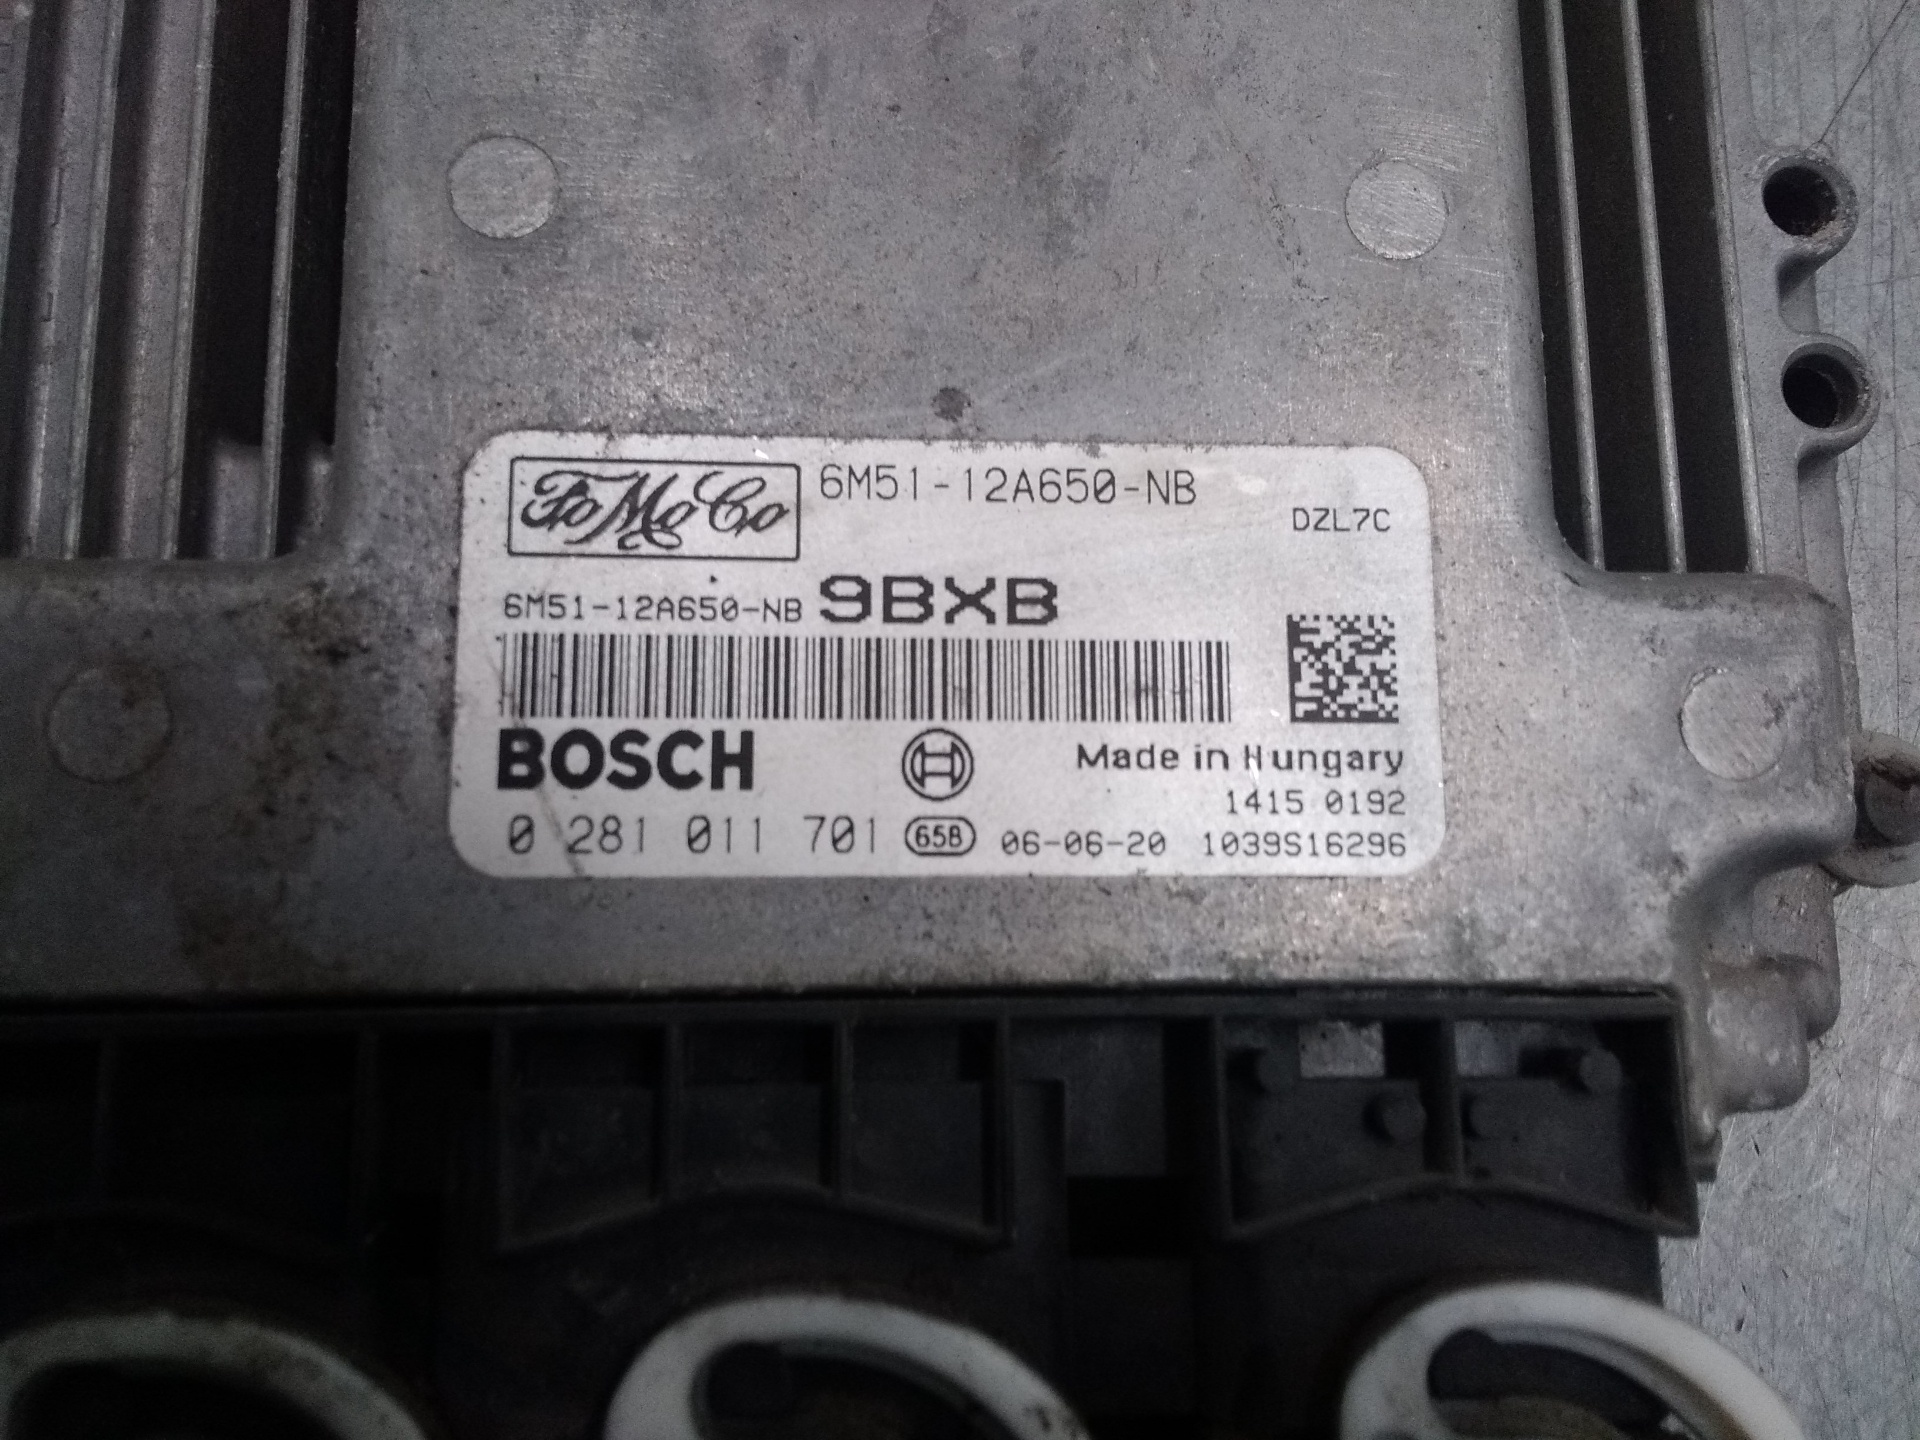 FoMoCo 6M51-12A650-NB
DZL7C
6M51-12A650-NB 9BXB
BOSCH
Made in Hungary
1415 0192
0 281 011 701 65B 06-06-20 1039S16296